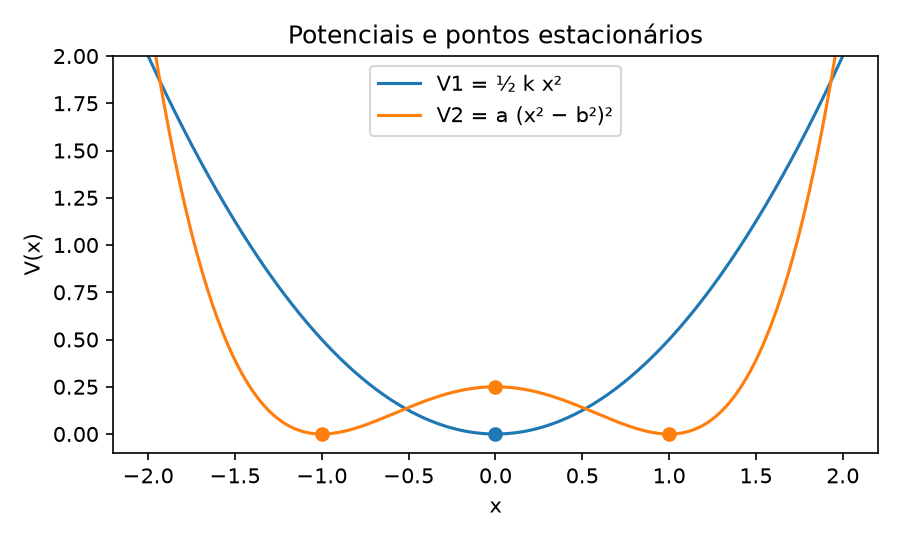 Potenciais e pontos estacionários
V1 = ½ k x²
V2 = a (x² − b²)²
V(x)
2.00
1.75
1.50
1.25
1.00
0.75
0.50
0.25
0.00
−2.0 −1.5 −1.0 −0.5 0.0 0.5 1.0 1.5 2.0
x